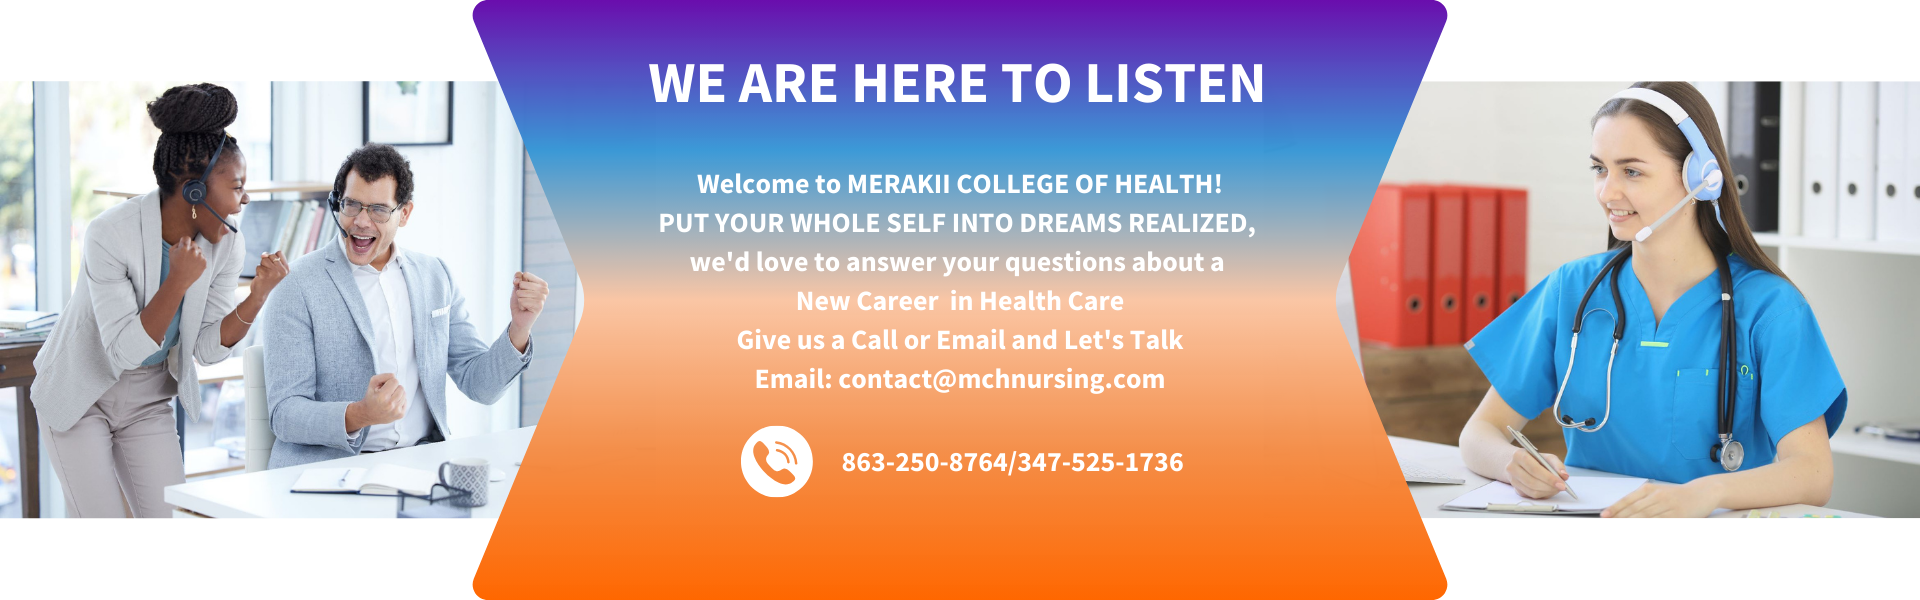 WE ARE HERE TO LISTEN
Welcome to MERAKII COLLEGE OF HEALTH!
PUT YOUR WHOLE SELF INTO DREAMS REALIZED,
we'd love to answer your questions about a
New Career  in Health Care
Give us a Call or Email and Let's Talk
Email: contact@mchnursing.com
863-250-8764/347-525-1736